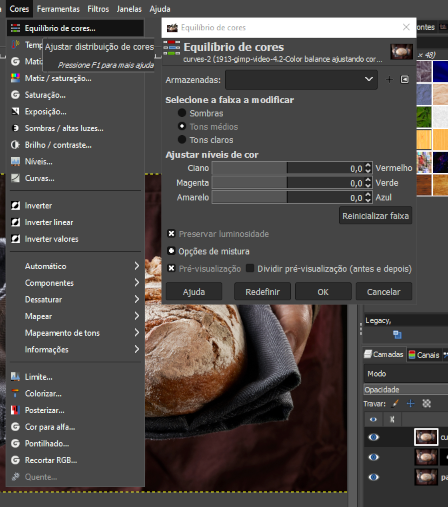 Cores Ferramentas Filtros Janelas Ajuda
Equilíbrio de cores...
Ajustar distribuição de cores
Pressione F1 para mais ajuda
Matiz / saturação...
Saturação...
Exposição...
Sombras / altas luzes...
Brilho / contraste...
Níveis...
Curvas...
Inverter
Inverter linear
Inverter valores
Automático
Componentes
Dessaturar
Mapear
Mapeamento de tons
Informações
Limite...
Colorizar...
Posterizar...
Cor para alfa...
Pontilhado...
Recortar RGB...
Quente...
Equilíbrio de cores
Equilíbrio de cores
curves-2 (1913-gimp-video-4.2-Color balance ajustando cor...
Armazenadas:
Selecione a faixa a modificar
Sombras
Tons médios
Tons claros
Ajustar níveis de cor
Ciano 0,0 Vermelho
Magenta 0,0 Verde
Amarelo 0,0 Azul
Reinicializar faixa
Preservar luminosidade
Opções de mistura
Pré-visualização Dividir pré-visualização (antes e depois)
Ajuda Redefinir OK Cancelar
× 48)
Legacy,
Camadas Canais
Modo
Opacidade
Travar:
cu
pa